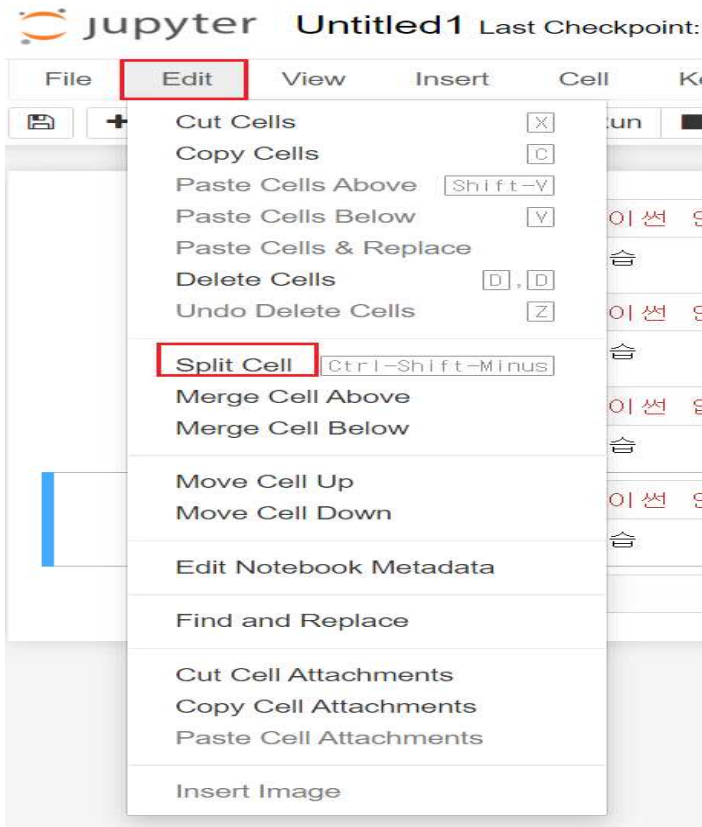 jupyter Untitled1 Last Checkpoint:
File Edit View Insert Cell
Cut Cells X
Copy Cells C
Paste Cells Above Shift-V
Paste Cells Below V
이썬
Paste Cells & Replace
습
Delete Cells D, D
Undo Delete Cells Z
이썬
Split Cell Ctrl-Shift-Minus
습
Merge Cell Above
이썬
Merge Cell Below
습
Move Cell Up
이썬
Move Cell Down
습
Edit Notebook Metadata
Find and Replace
Cut Cell Attachments
Copy Cell Attachments
Paste Cell Attachments
Insert Image